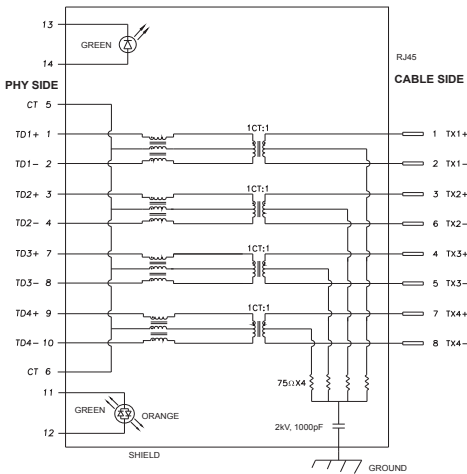 13
GREEN
14
RJ45
PHY SIDE
CABLE SIDE
CT 5
1CT:1
TD1+ 1
1 TX1+
TD1- 2
2 TX1-
1CT:1
TD2+ 3
3 TX2+
TD2- 4
6 TX2-
1CT:1
TD3+ 7
4 TX3+
TD3- 8
5 TX3-
1CT:1
TD4+ 9
7 TX4+
TD4- 10
8 TX4-
CT 6
75ΩX4
11
GREEN
ORANGE
12
2kV, 1000pF
SHIELD
GROUND